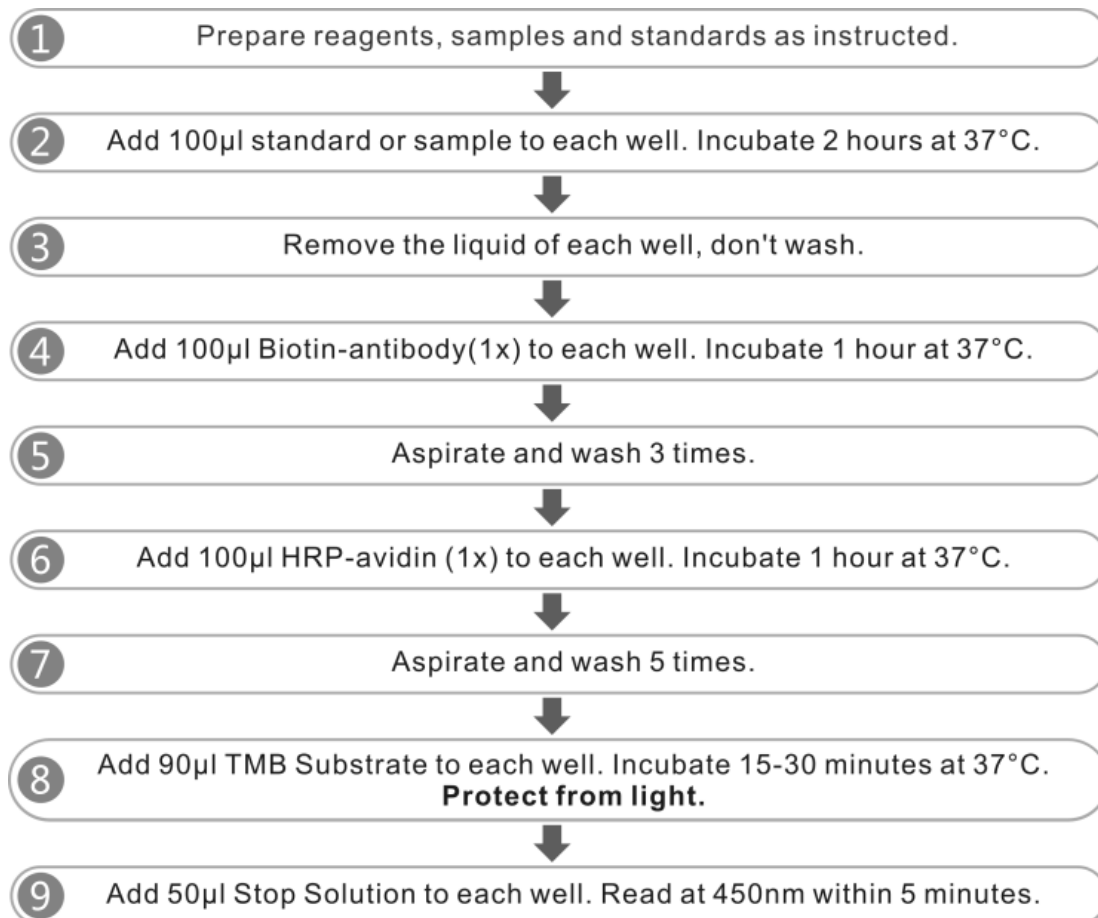 1 Prepare reagents, samples and standards as instructed.
2 Add 100μl standard or sample to each well. Incubate 2 hours at 37°C.
3 Remove the liquid of each well, don't wash.
4 Add 100μl Biotin-antibody(1x) to each well. Incubate 1 hour at 37°C.
5 Aspirate and wash 3 times.
6 Add 100μl HRP-avidin (1x) to each well. Incubate 1 hour at 37°C.
7 Aspirate and wash 5 times.
8 Add 90μl TMB Substrate to each well. Incubate 15-30 minutes at 37°C.
Protect from light.
9 Add 50μl Stop Solution to each well. Read at 450nm within 5 minutes.